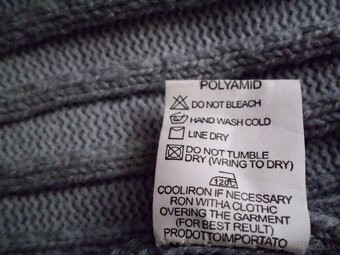 POLYAMID
DO NOT BLEACH
HAND WASH COLD
LINE DRY
DO NOT TUMBLE
DRY (WRING TO DRY)
120C
COOLIRON IF NECESSARY
RON WITHA CLOTHC
OVERING THE GARMENT
(FOR BEST REULT)
PRODOTTOIMPORTATO